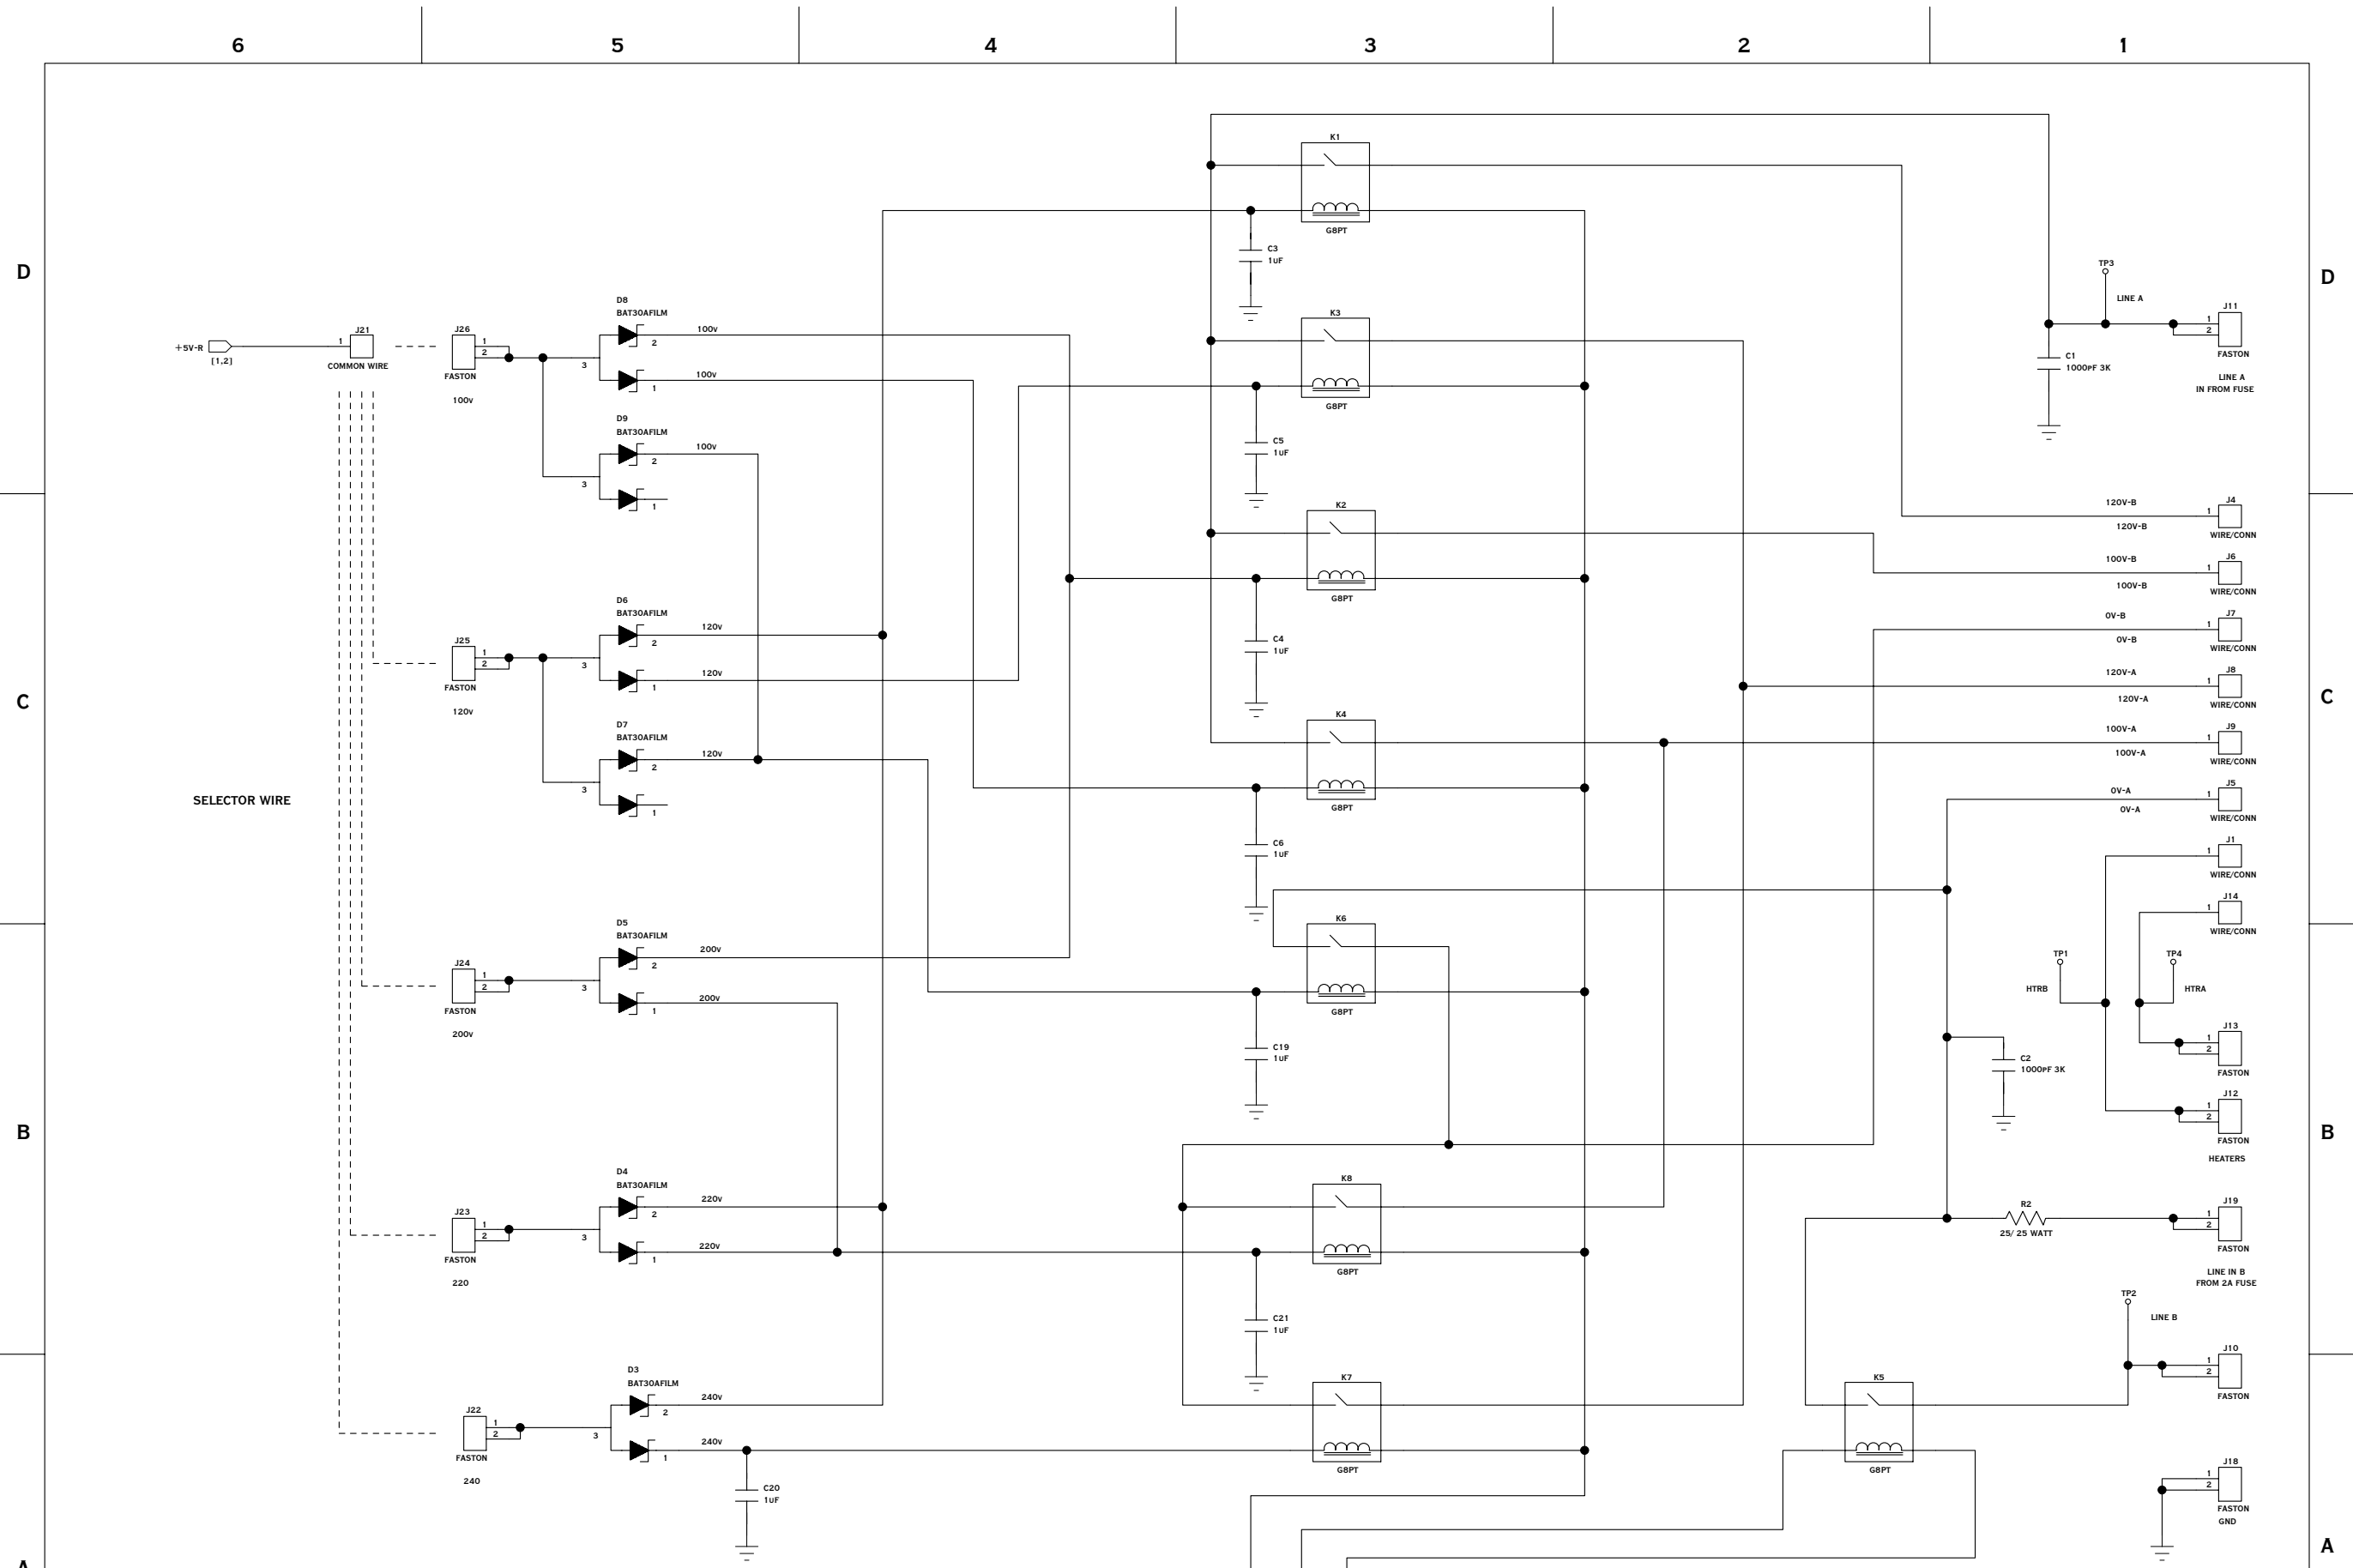 6 5 4 3 2 1
D D
C C
B B
A A
+5V-R
[1,2]
J21
1
COMMON WIRE
SELECTOR WIRE
J26
1
2
FASTON
100V
D8
BAT30AFILM
3
2
1
100V
100V
D9
BAT30AFILM
3
2
1
100V
J25
1
2
FASTON
120V
D6
BAT30AFILM
3
2
1
120V
120V
D7
BAT30AFILM
3
2
1
120V
J24
1
2
FASTON
200V
D5
BAT30AFILM
3
2
1
200V
200V
J23
1
2
FASTON
220
D4
BAT30AFILM
3
2
1
220V
220V
J22
1
2
FASTON
240
D3
BAT30AFILM
3
2
1
240V
240V
C20
1UF
K1
G8PT
C3
1UF
K3
G8PT
C5
1UF
K2
G8PT
C4
1UF
K4
G8PT
C6
1UF
K6
G8PT
C19
1UF
K8
G8PT
C21
1UF
K7
G8PT
K5
G8PT
TP3
LINE A
J11
1
2
FASTON
LINE A
IN FROM FUSE
C1
1000PF 3K
120V-B
120V-B
J4
1
WIRE/CONN
100V-B
100V-B
J6
1
WIRE/CONN
0V-B
0V-B
J7
1
WIRE/CONN
120V-A
120V-A
J8
1
WIRE/CONN
100V-A
100V-A
J9
1
WIRE/CONN
0V-A
0V-A
J5
1
WIRE/CONN
J1
1
WIRE/CONN
J14
1
WIRE/CONN
TP1
HTRB
TP4
HTRA
J13
1
2
FASTON
C2
1000PF 3K
J12
1
2
FASTON
HEATERS
R2
25/ 25 WATT
J19
1
2
FASTON
LINE IN B
FROM 2A FUSE
TP2
LINE B
J10
1
2
FASTON
J18
1
2
FASTON
GND